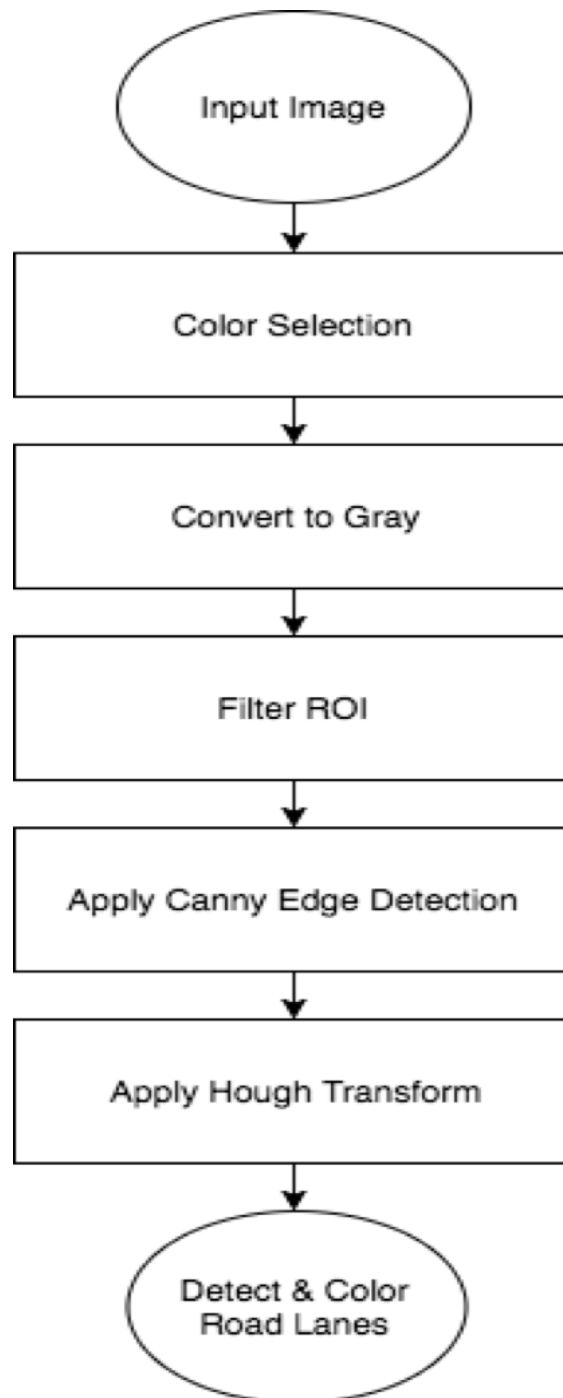 Input Image
Color Selection
Convert to Gray
Filter ROI
Apply Canny Edge Detection
Apply Hough Transform
Detect & Color
Road Lanes